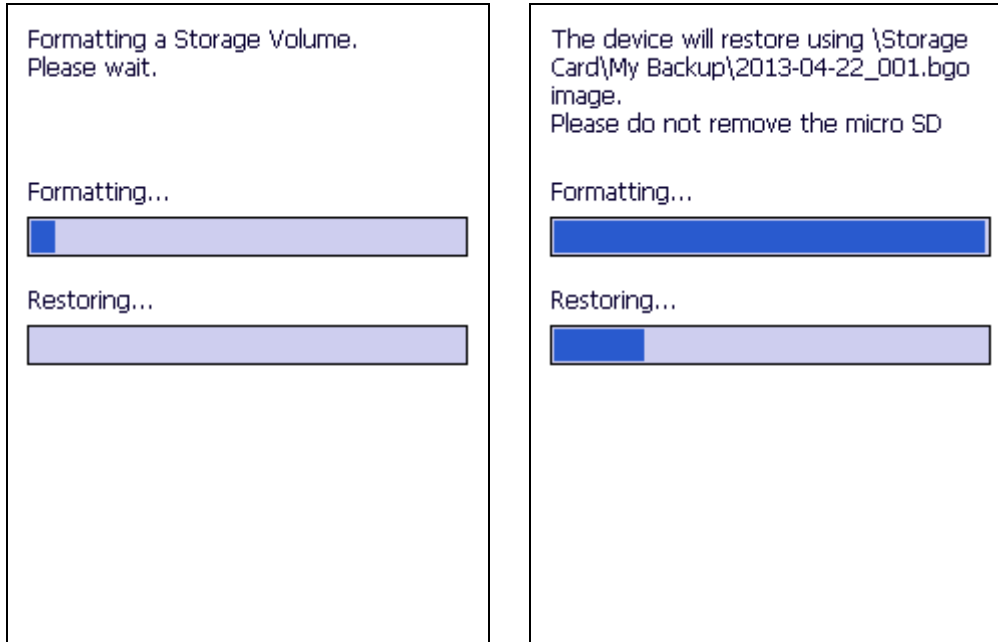 Formatting a Storage Volume.
Please wait.
Formatting...
Restoring...
The device will restore using \Storage
Card\My Backup\2013-04-22_001.bgo
image.
Please do not remove the micro SD
Formatting...
Restoring...